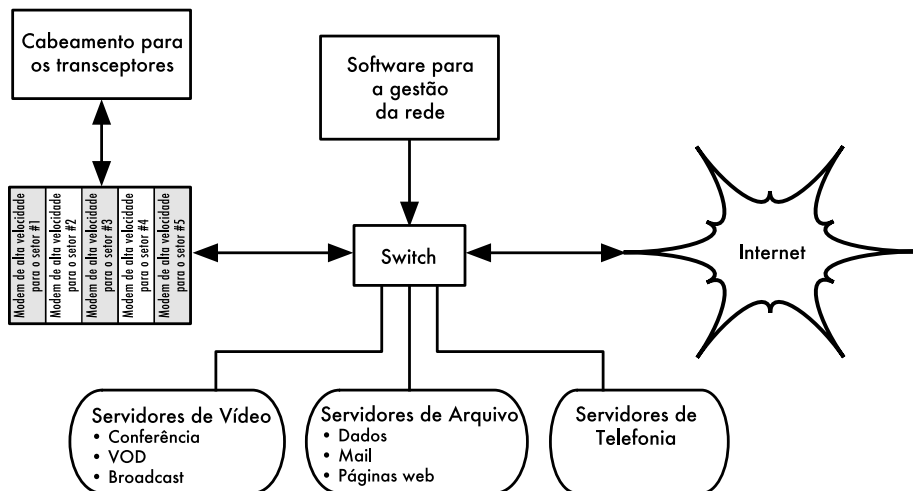 Cabeamento para
os transceptores
Software para
a gestão
da rede
Modem de alta velocidade
para o setor #1
Modem de alta velocidade
para o setor #2
Modem de alta velocidade
para o setor #3
Modem de alta velocidade
para o setor #4
Modem de alta velocidade
para o setor #5
Switch
Internet
Servidores de Vídeo
• Conferência
• VOD
• Broadcast
Servidores de Arquivo
• Dados
• Mail
• Páginas web
Servidores de
Telefonia